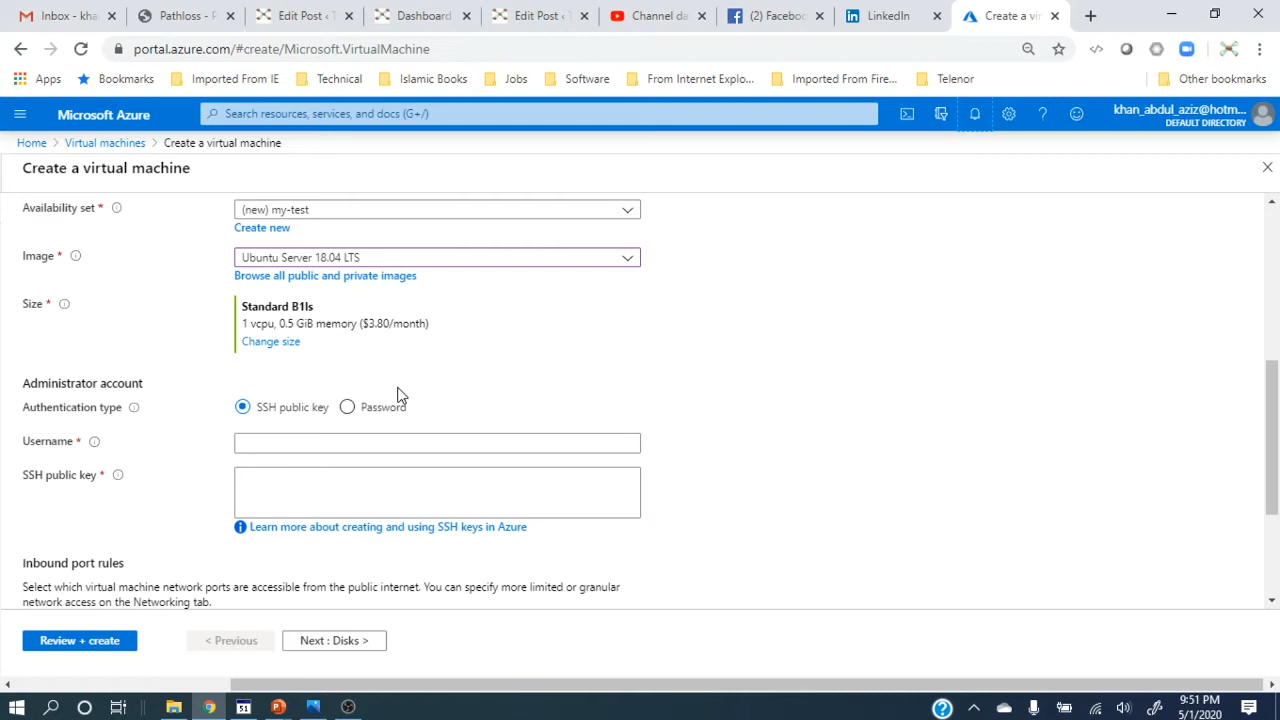 Inbox - kha
Pathloss - P
Edit Post ‹ T
Dashboard
Edit Post ‹ T
Channel da
(2) Faceboo
LinkedIn
Create a vir
portal.azure.com/#create/Microsoft.VirtualMachine
Apps
Bookmarks
Imported From IE
Technical
Islamic Books
Jobs
Software
From Internet Explo...
Imported From Fire...
Telenor
Other bookmarks
Microsoft Azure
Search resources, services, and docs (G+/)
khan_abdul_aziz@hotm...
DEFAULT DIRECTORY
Home > Virtual machines > Create a virtual machine
Create a virtual machine
Availability set *
(new) my-test
Create new
Image *
Ubuntu Server 18.04 LTS
Browse all public and private images
Size *
Standard B1ls
1 vcpu, 0.5 GiB memory ($3.80/month)
Change size
Administrator account
Authentication type
SSH public key
Password
Username *
SSH public key *
Learn more about creating and using SSH keys in Azure
Inbound port rules
Select which virtual machine network ports are accessible from the public internet. You can specify more limited or granular
network access on the Networking tab.
Review + create
< Previous
Next : Disks >
31
9:51 PM
5/1/2020